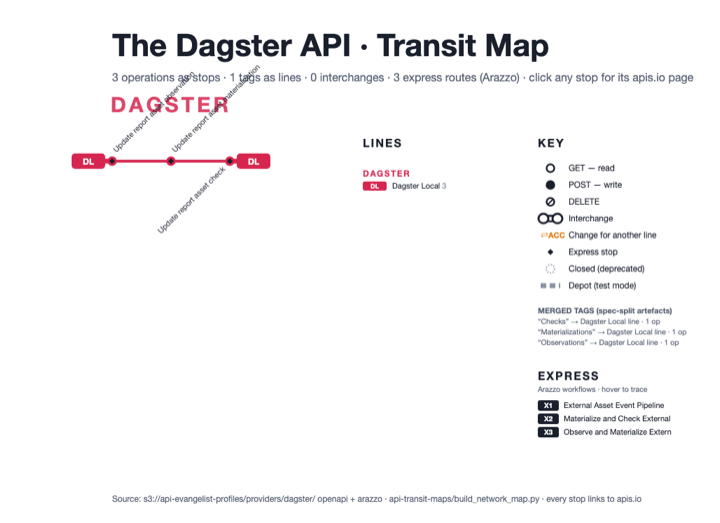 The Dagster API · Transit Map
3 operations as stops · 1 tags as lines · 0 interchanges · 3 express routes (Arazzo) · click any stop for its apis.io page
DAGSTER
Update report asset observation
Update report asset materialization
DL
DL
Update report asset check
LINES
DAGSTER
DL Dagster Local 3
KEY
GET — read
POST — write
DELETE
Interchange
⇄ACC Change for another line
Express stop
Closed (deprecated)
Depot (test mode)
MERGED TAGS (spec-split artefacts)
"Checks" → Dagster Local line · 1 op
"Materializations" → Dagster Local line · 1 op
"Observations" → Dagster Local line · 1 op
EXPRESS
Arazzo workflows · hover to trace
X1 External Asset Event Pipeline
X2 Materialize and Check External
X3 Observe and Materialize Extern
Source: s3://api-evangelist-profiles/providers/dagster/ openapi + arazzo · api-transit-maps/build_network_map.py · every stop links to apis.io